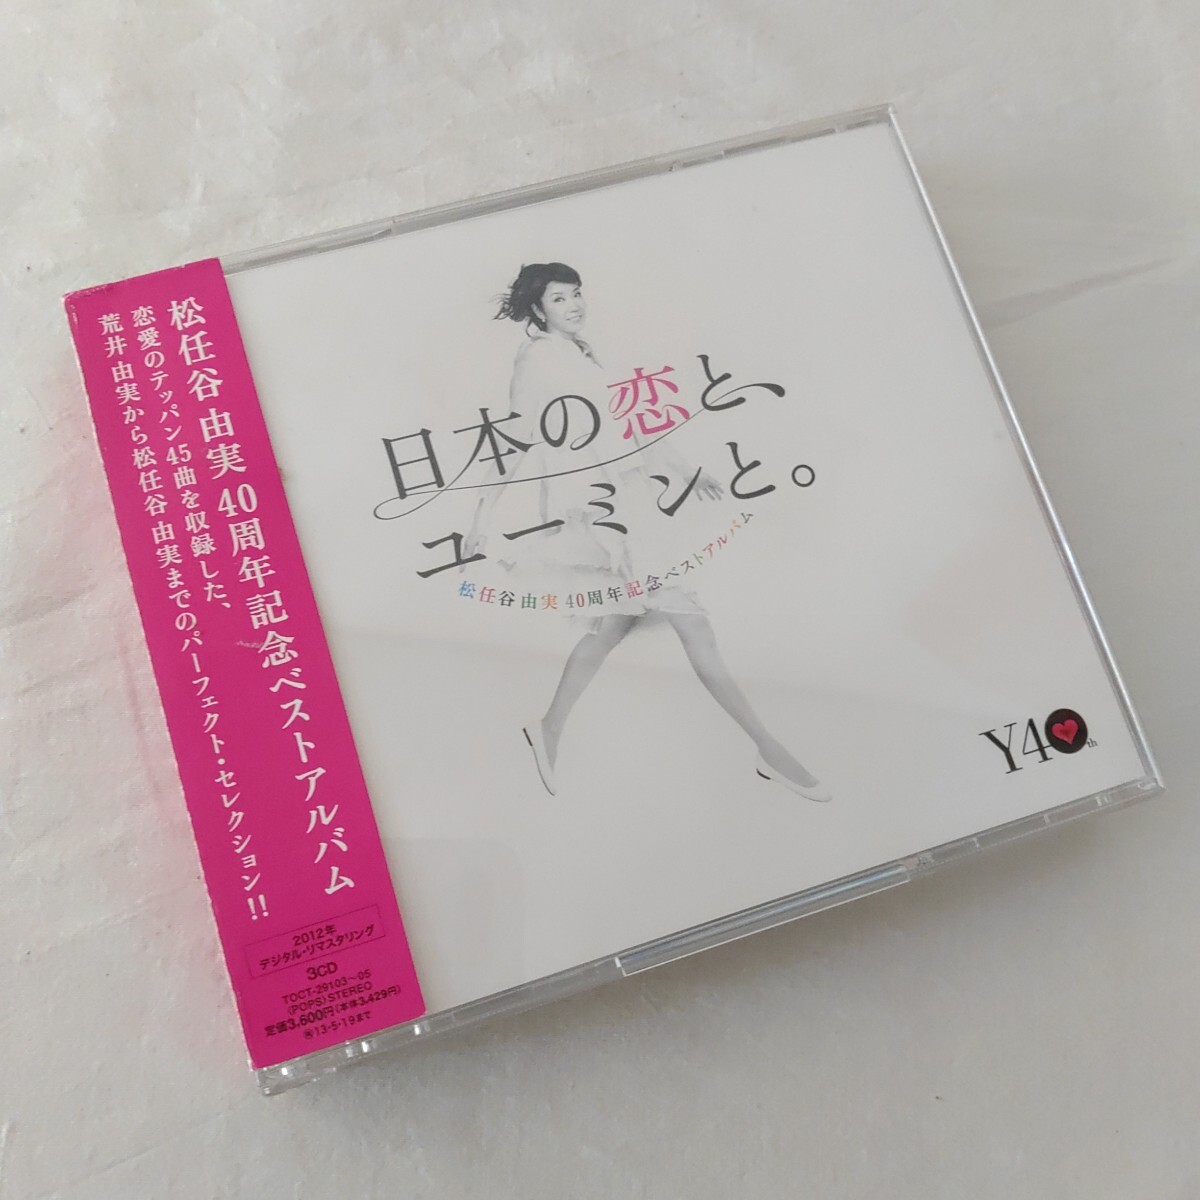 松任谷由実40周年記念ベストアルバム
恋愛のテッパン45曲を収録した、
荒井由実から松任谷由実までのパーフェクト・セレクション!!
2012年
デジタル・リマスタリング
3CD
TOCT-29103〜05
(POPS) STEREO
定価3,600円(本体3,429円)
13・5・19まで
日本の恋と、
ユーミンと。
松任谷由実40周年記念ベストアルバム
Y40th